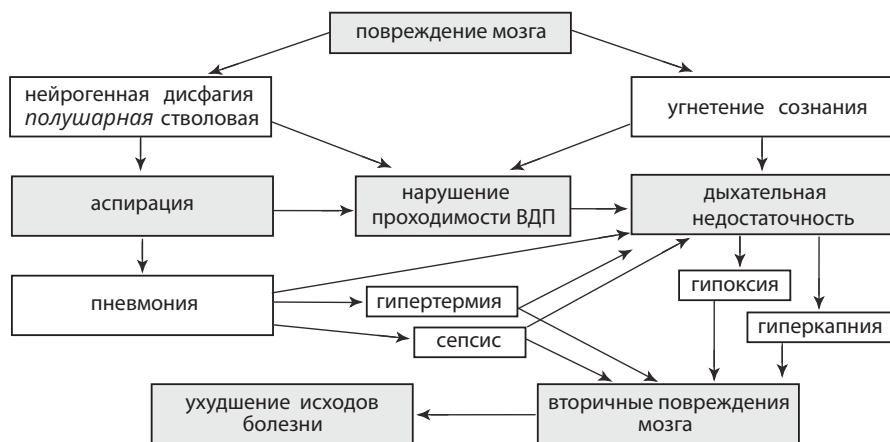 повреждение мозга
нейрогенная дисфагия
полушарная стволовая
угнетение сознания
аспирация
нарушение
проходимости ВДП
дыхательная
недостаточность
пневмония
гипертермия
сепсис
гипоксия
гиперкапния
ухудшение исходов
болезни
вторичные повреждения
мозга